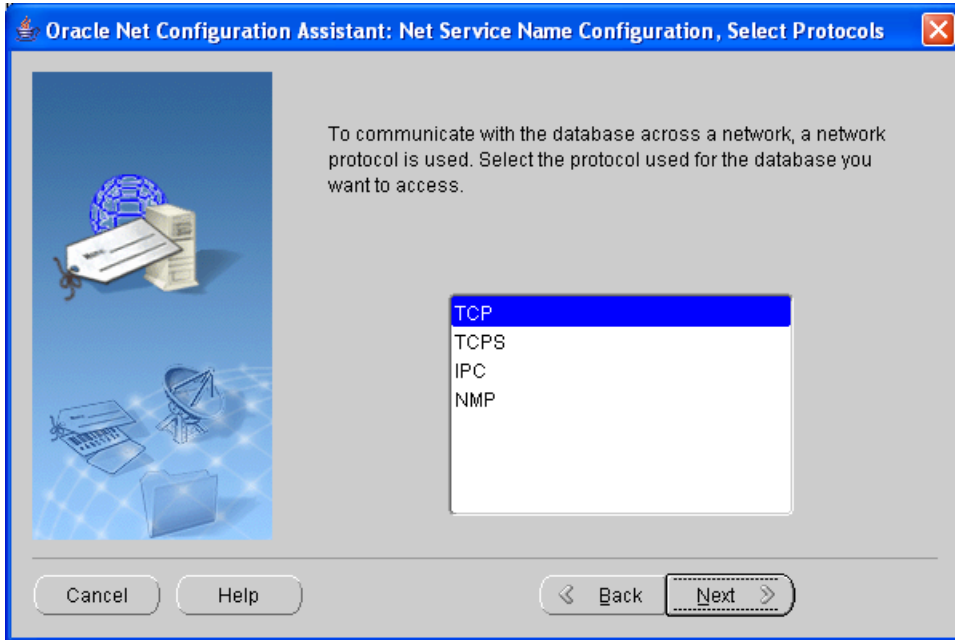 Oracle Net Configuration Assistant: Net Service Name Configuration, Select Protocols
To communicate with the database across a network, a network
protocol is used. Select the protocol used for the database you
want to access.
TCP
TCPS
IPC
NMP
Cancel
Help
Back
Next